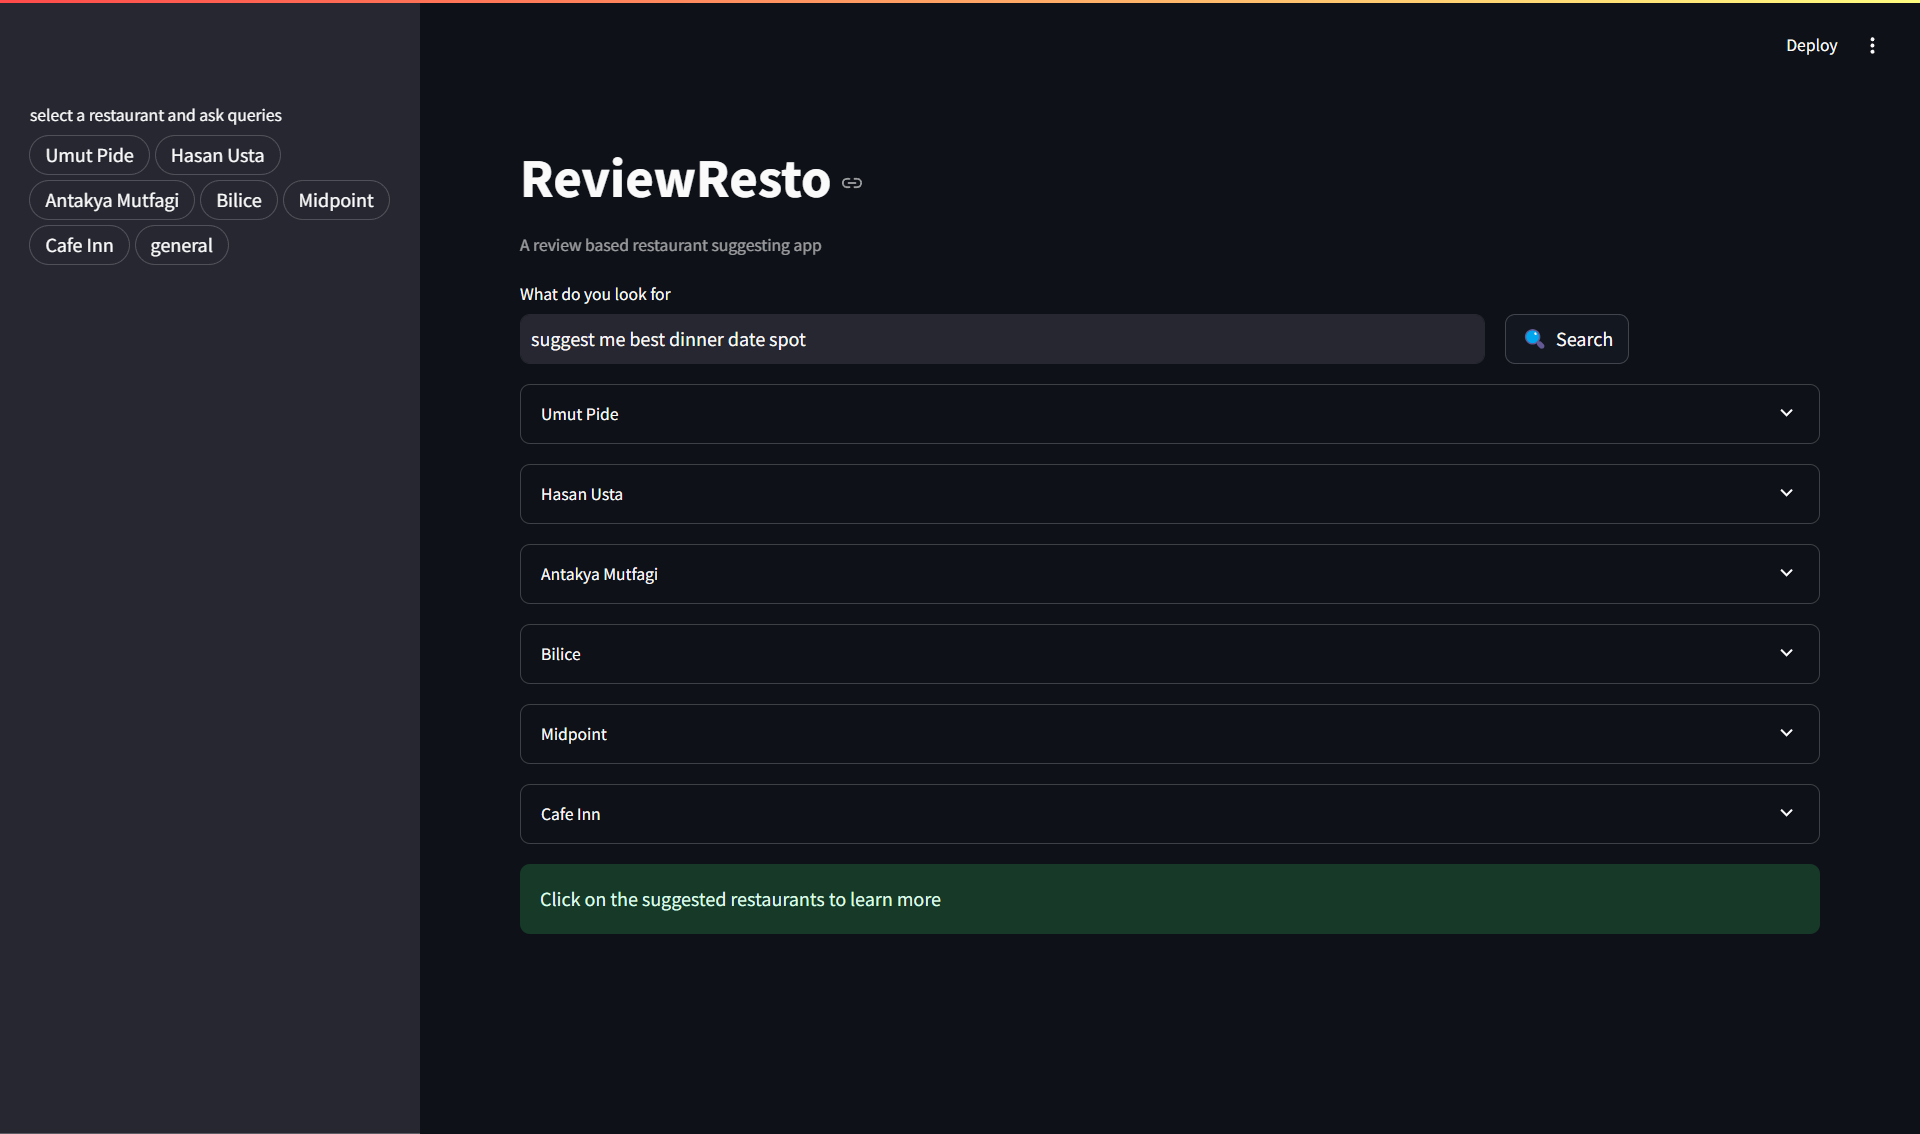 Deploy
select a restaurant and ask queries
Umut Pide Hasan Usta
Antakya Mutfagi Bilice Midpoint
Cafe Inn general
ReviewResto
A review based restaurant suggesting app
What do you look for
suggest me best dinner date spot Search
Umut Pide
Hasan Usta
Antakya Mutfagi
Bilice
Midpoint
Cafe Inn
Click on the suggested restaurants to learn more